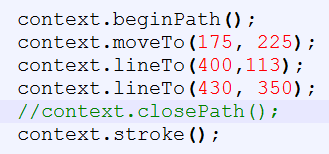 context.beginPath();
context.moveTo(175, 225);
context.lineTo(400,113);
context.lineTo(430, 350);
//context.closePath();
context.stroke();